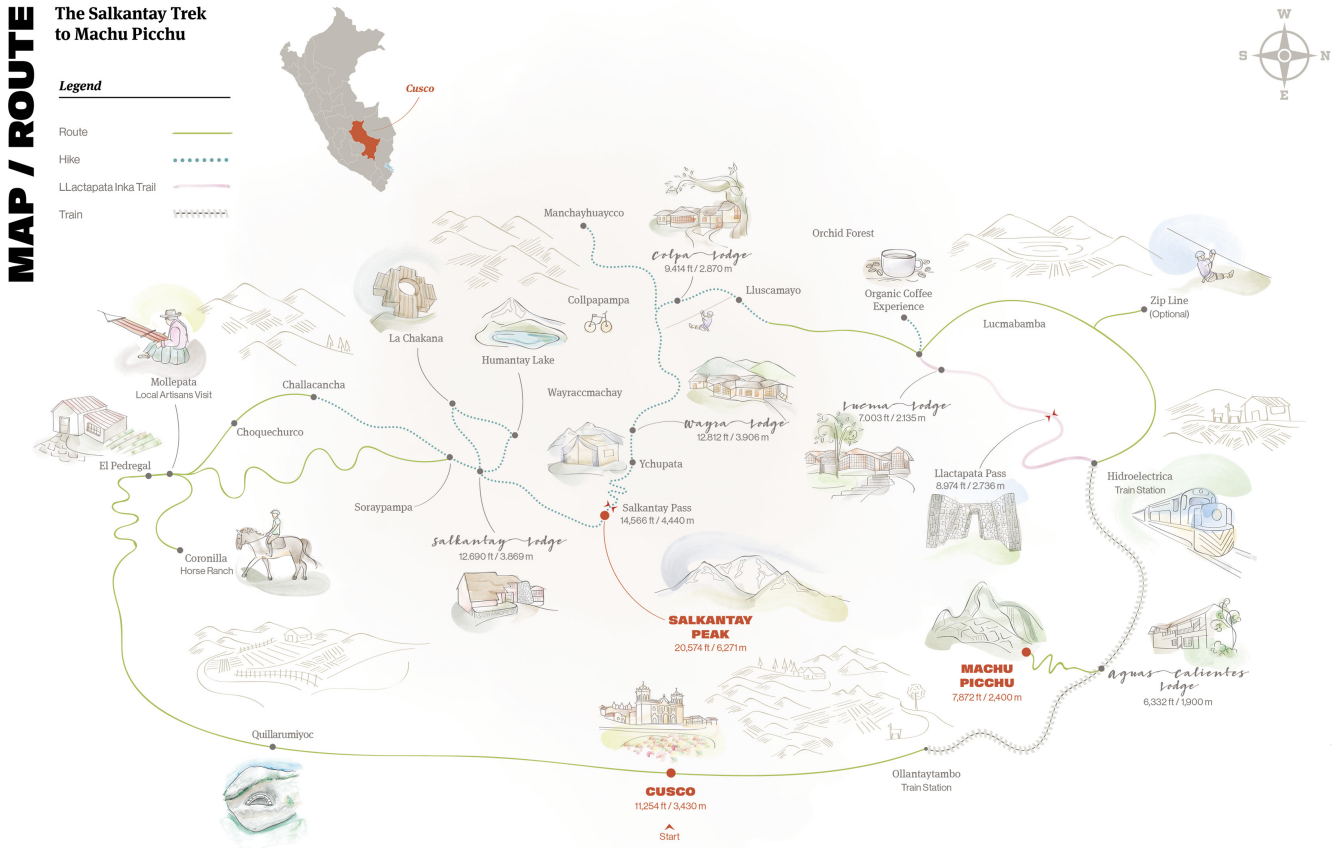 MAP / ROUTE
The Salkantay Trek
to Machu Picchu
Legend
Route
Hike
LLactapata Inka Trail
Train
Cusco
W
S
N
E
Manchayhuaycco
Colpa Lodge
9.414 ft / 2.870 m
Orchid Forest
Organic Coffee
Experience
Lluscamayo
Lucmabamba
Zip Line
(Optional)
La Chakana
Humantay Lake
Collpapampa
Mollepata
Local Artisans Visit
Challacancha
Choquechurco
Wayraccmachay
Wayra Lodge
12.812 ft / 3.906 m
Lucma Lodge
7.003 ft / 2.135 m
El Pedregal
Ychupata
Llactapata Pass
8.974 ft / 2.736 m
Hidroelectrica
Train Station
Soraypampa
Salkantay Pass
14,566 ft / 4,440 m
Salkantay Lodge
12.690 ft / 3.869 m
Coronilla
Horse Ranch
SALKANTAY
PEAK
20,574 ft / 6,271 m
MACHU
PICCHU
7,872 ft / 2,400 m
Aguas Calientes
Lodge
6,332 ft / 1,900 m
Quillarumiyoc
CUSCO
11,254 ft / 3,430 m
Start
Ollantaytambo
Train Station